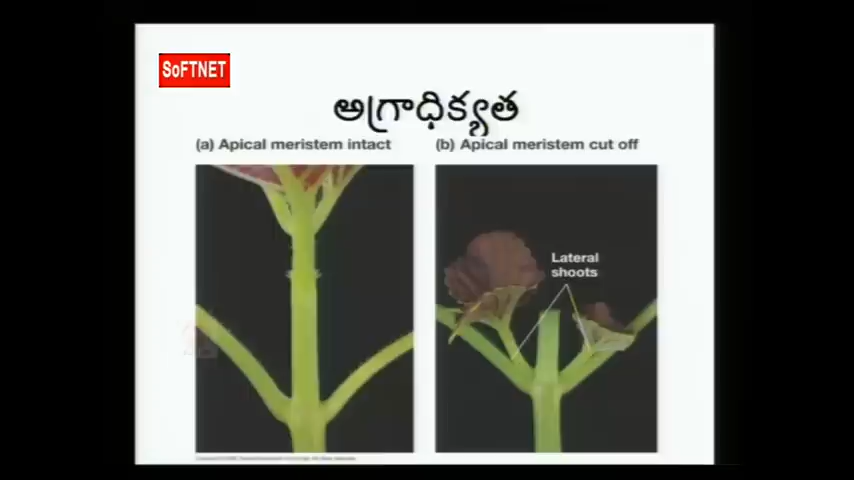 SoFTNET
అగ్రాధిక్యత
(a) Apical meristem intact
(b) Apical meristem cut off
Lateral
shoots